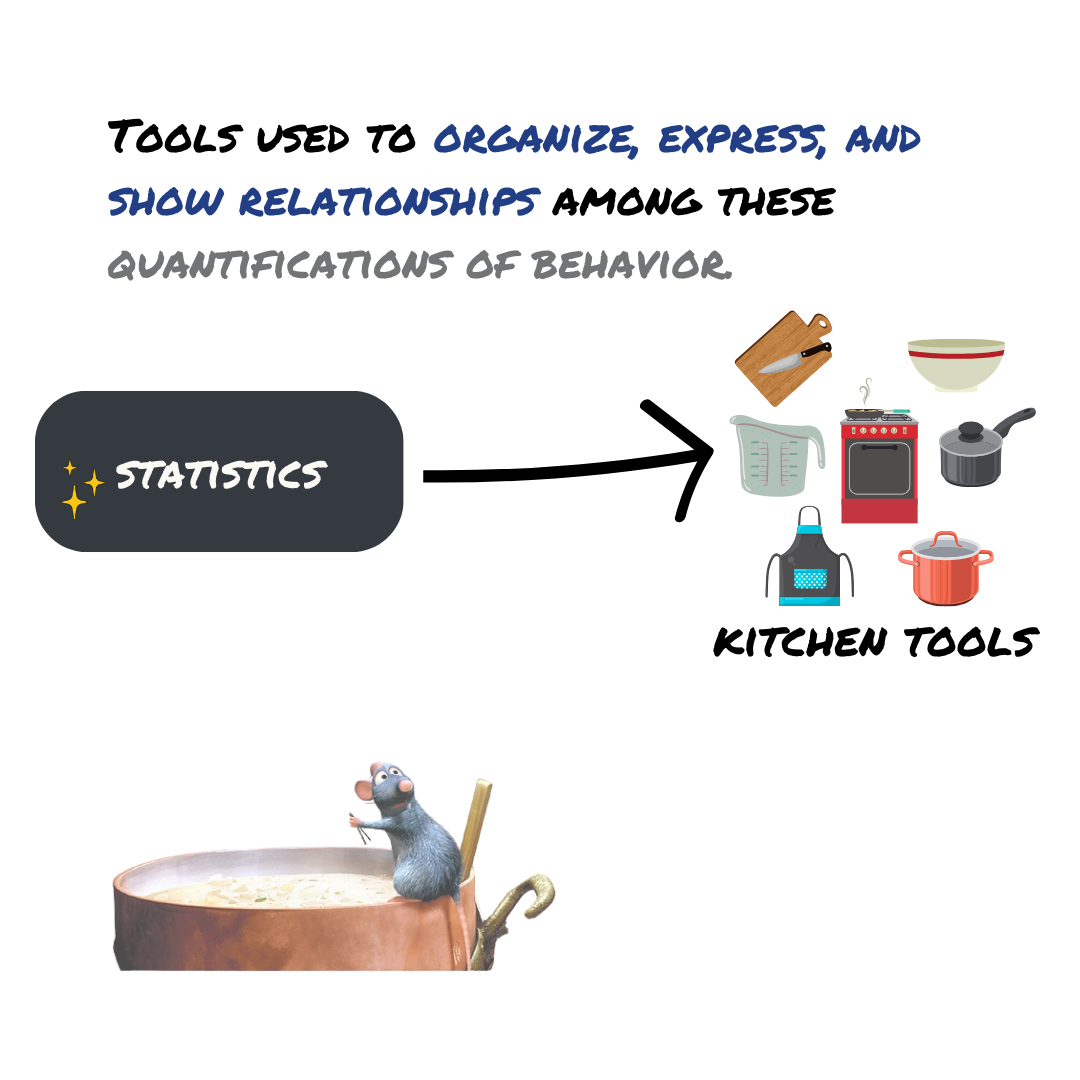 Tools used to organize, express, and
show relationships among these
quantifications of behavior.
statistics
kitchen tools